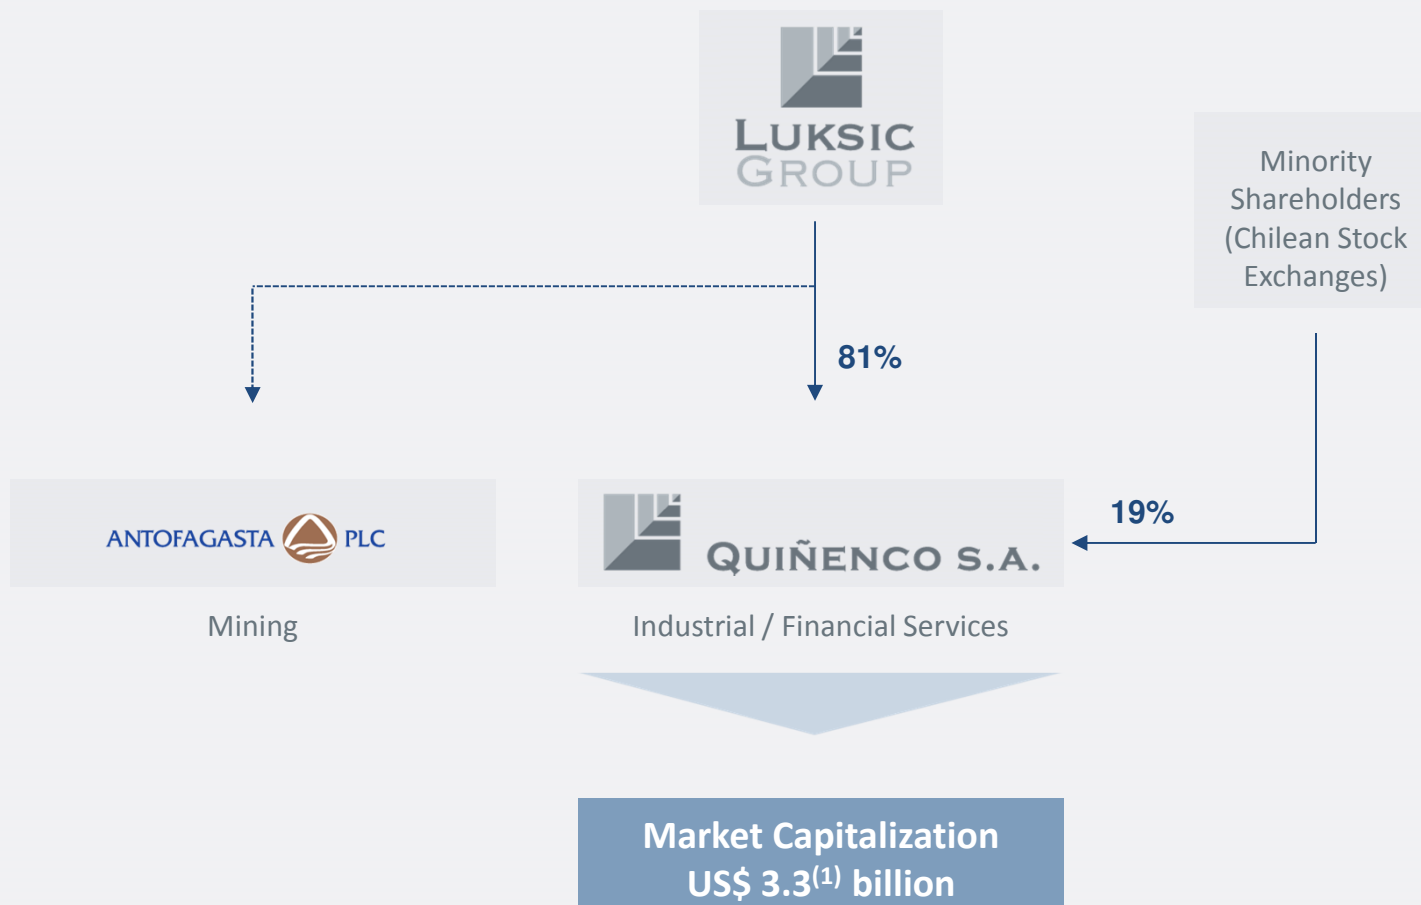 LUKSIC
GROUP
Minority
Shareholders
(Chilean Stock
Exchanges)
81%
19%
ANTOFAGASTA PLC
QUIÑENCO S.A.
Mining
Industrial / Financial Services
Market Capitalization
US$ 3.3(1) billion